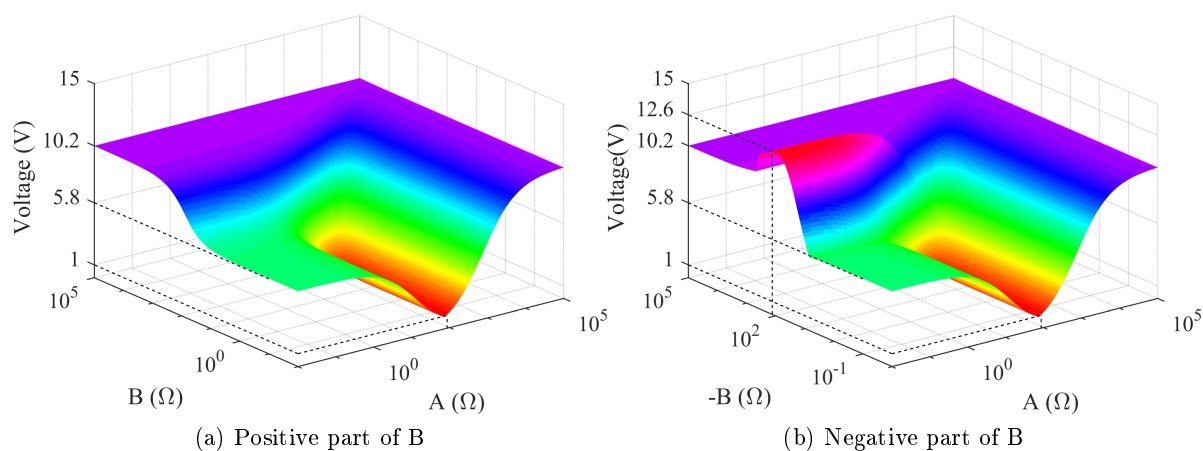 15
10.2
5.8
1
Voltage (V)
10^5
10^0
B (Ω)
10^0
10^5
A (Ω)
(a) Positive part of B
15
12.6
10.2
5.8
1
Voltage(V)
10^5
10^2
10^-1
-B (Ω)
10^0
10^5
A (Ω)
(b) Negative part of B